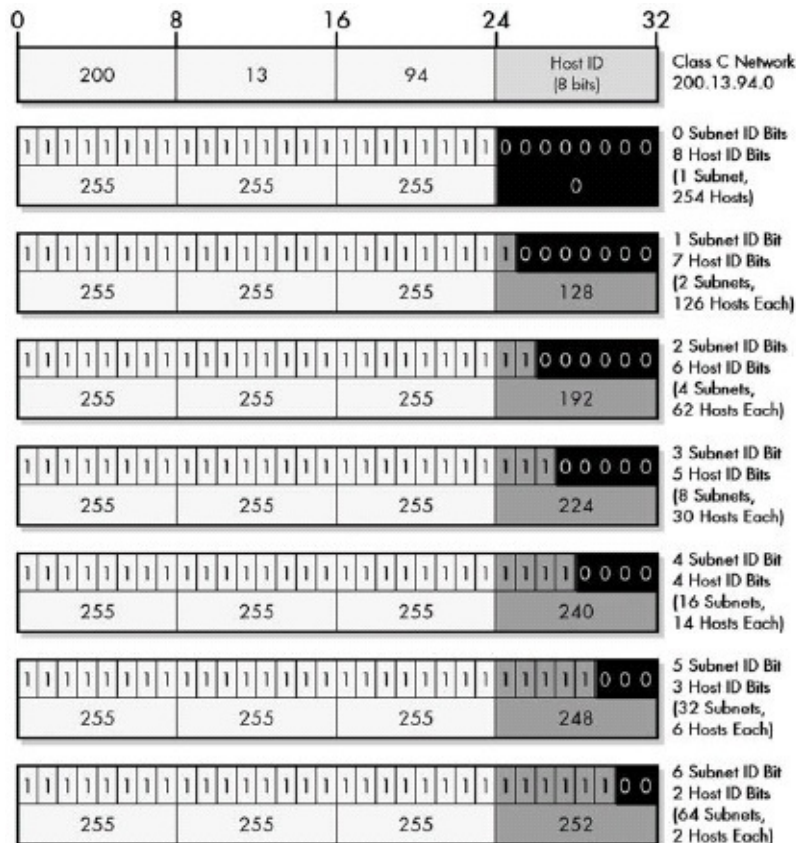 0 8 16 24 32
200 13 94 Host ID
(8 bits)
Class C Network
200.13.94.0
1 1 1 1 1 1 1 1 1 1 1 1 1 1 1 1 1 1 1 1 1 1 1 1 0 0 0 0 0 0 0 0
255 255 255 0
0 Subnet ID Bits
8 Host ID Bits
(1 Subnet,
254 Hosts)
1 1 1 1 1 1 1 1 1 1 1 1 1 1 1 1 1 1 1 1 1 1 1 1 1 0 0 0 0 0 0 0
255 255 255 128
1 Subnet ID Bit
7 Host ID Bits
(2 Subnets,
126 Hosts Each)
1 1 1 1 1 1 1 1 1 1 1 1 1 1 1 1 1 1 1 1 1 1 1 1 1 1 0 0 0 0 0 0
255 255 255 192
2 Subnet ID Bits
6 Host ID Bits
(4 Subnets,
62 Hosts Each)
1 1 1 1 1 1 1 1 1 1 1 1 1 1 1 1 1 1 1 1 1 1 1 1 1 1 1 0 0 0 0 0
255 255 255 224
3 Subnet ID Bit
5 Host ID Bits
(8 Subnets,
30 Hosts Each)
1 1 1 1 1 1 1 1 1 1 1 1 1 1 1 1 1 1 1 1 1 1 1 1 1 1 1 1 0 0 0 0
255 255 255 240
4 Subnet ID Bit
4 Host ID Bits
(16 Subnets,
14 Hosts Each)
1 1 1 1 1 1 1 1 1 1 1 1 1 1 1 1 1 1 1 1 1 1 1 1 1 1 1 1 1 0 0 0
255 255 255 248
5 Subnet ID Bit
3 Host ID Bits
(32 Subnets,
6 Hosts Each)
1 1 1 1 1 1 1 1 1 1 1 1 1 1 1 1 1 1 1 1 1 1 1 1 1 1 1 1 1 1 0 0
255 255 255 252
6 Subnet ID Bit
2 Host ID Bits
(64 Subnets,
2 Hosts Each)